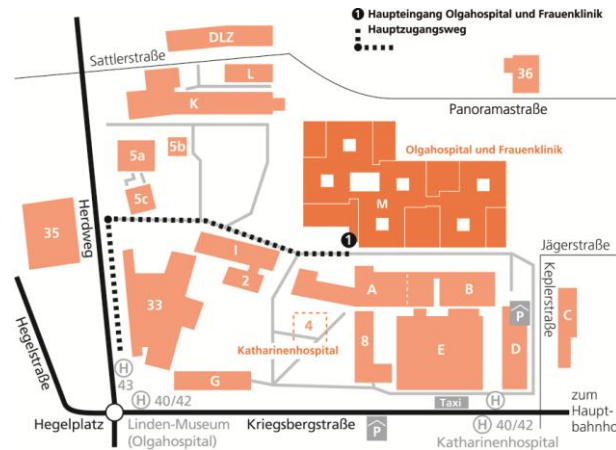 1 Haupteingang Olgahospital und Frauenklinik
Hauptzugangsweg
DLZ
Sattlerstraße
L
36
K
Panoramastraße
5a
5b
Olgahospital und Frauenklinik
5c
M
35
Herdweg
1
I
Jägerstraße
2
33
A
B
Keplerstraße
P
C
4
8
Katharinenhospital
E
D
Hegelstraße
G
H
43
H 40/42
Taxi
H
zum
Haupt-
bahnho
Hegelplatz
Linden-Museum
(Olgahospital)
Kriegsbergstraße
P
H 40/42
Katharinenhospital